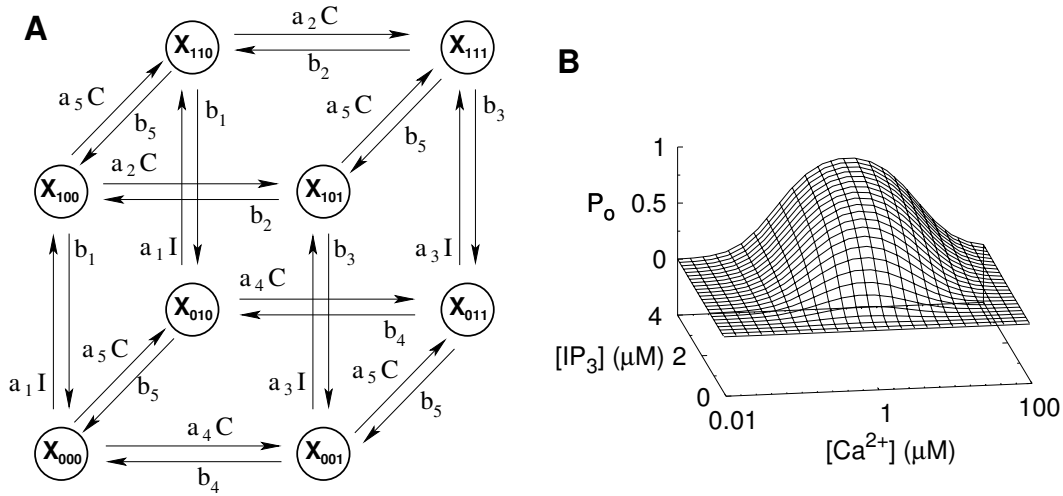 A
X110
a2C
b2
X111
a5C
b5
b1
a5C
b5
b3
X100
a2C
b2
X101
b1
a1I
b3
a3I
X010
a4C
b4
X011
a1I
a5C
b5
a3I
a5C
b5
X000
a4C
b4
X001
B
1
Po 0.5
0
4
[IP3] (μM) 2
0
0.01
1
100
[Ca2+] (μM)